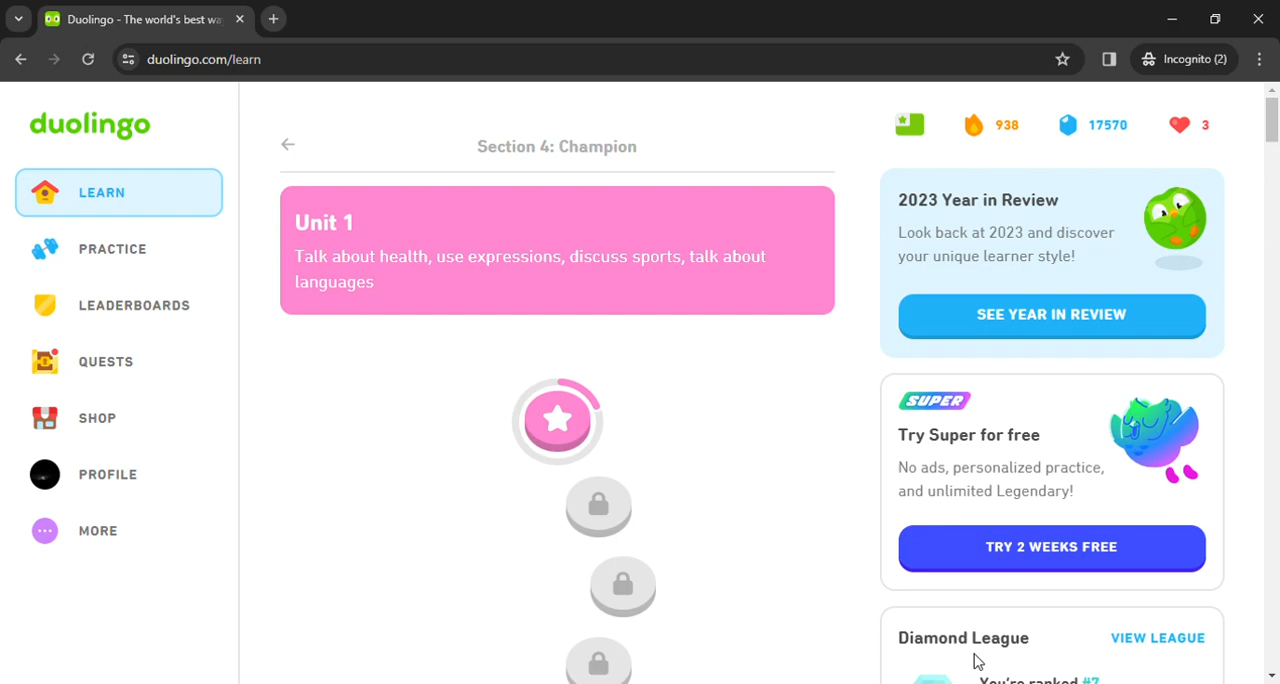 Duolingo - The world's best wa
duolingo.com/learn
Incognito (2)
duolingo
LEARN
PRACTICE
LEADERBOARDS
QUESTS
SHOP
PROFILE
MORE
Section 4: Champion
Unit 1
Talk about health, use expressions, discuss sports, talk about
languages
938
17570
3
2023 Year in Review
Look back at 2023 and discover
your unique learner style!
SEE YEAR IN REVIEW
SUPER
Try Super for free
No ads, personalized practice,
and unlimited Legendary!
TRY 2 WEEKS FREE
Diamond League
VIEW LEAGUE
You're ranked #7